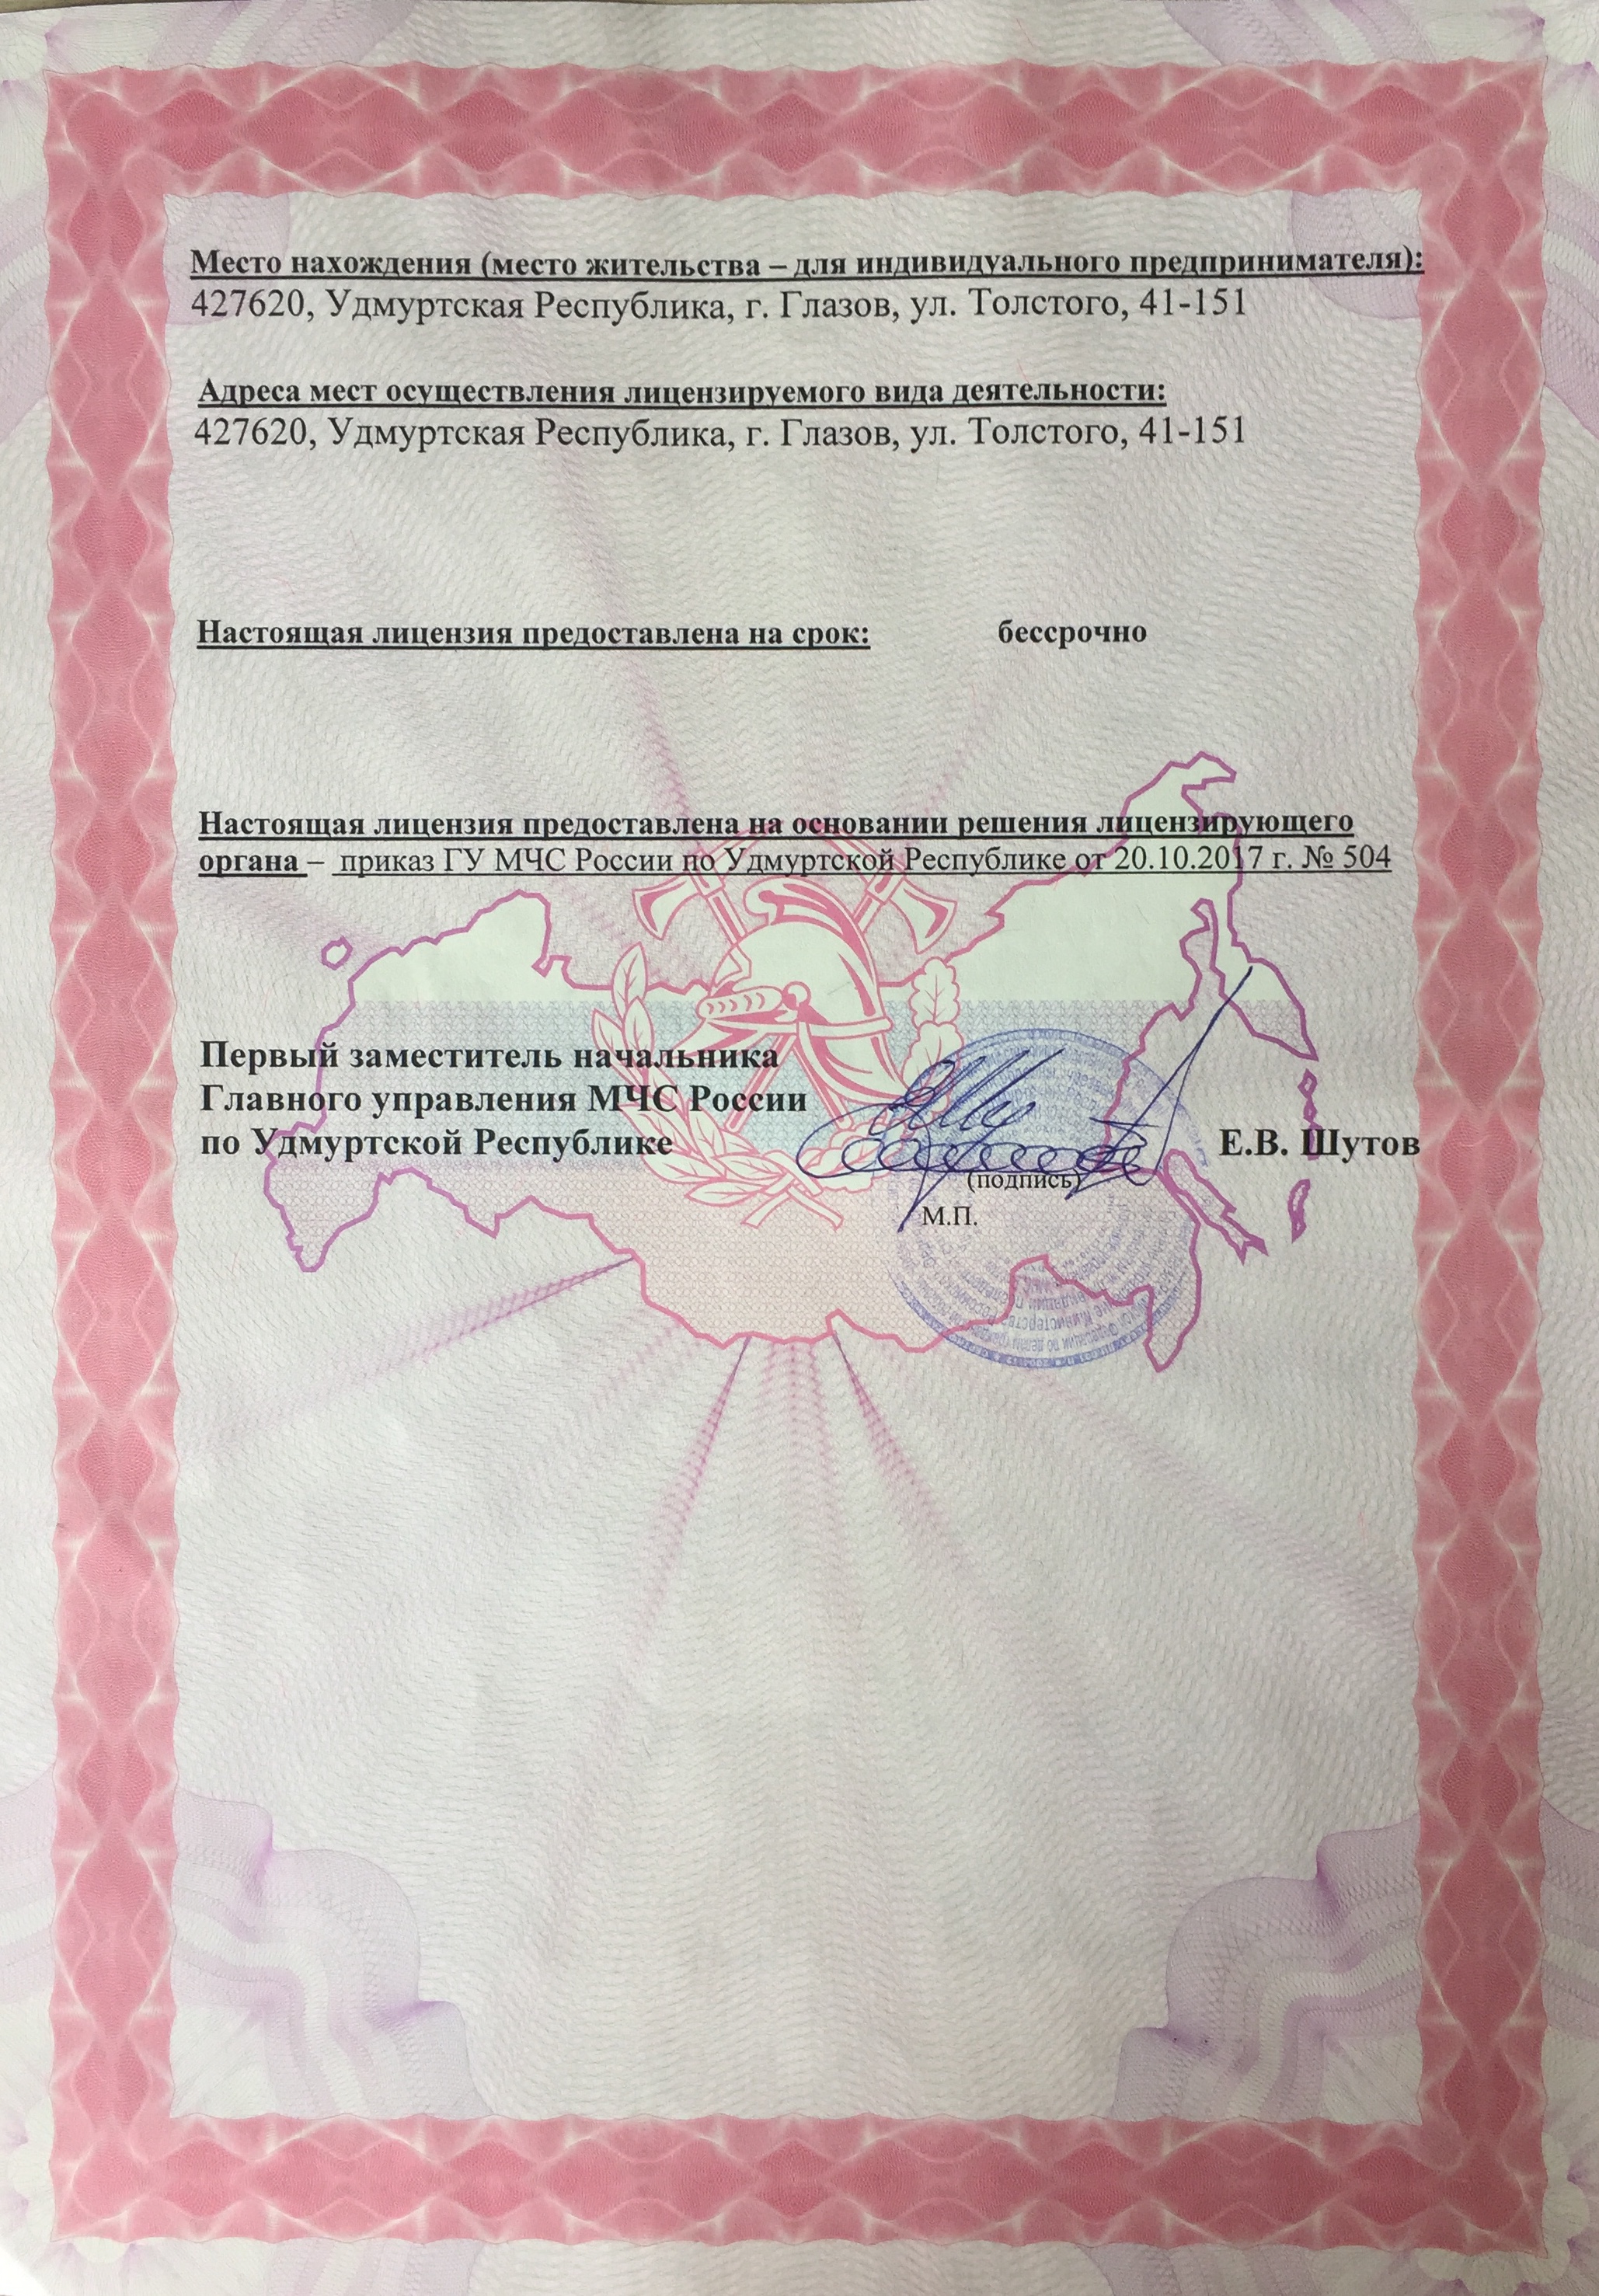 Место нахождения (место жительства – для индивидуального предпринимателя):
427620, Удмуртская Республика, г. Глазов, ул. Толстого, 41-151
Адреса мест осуществления лицензируемого вида деятельности:
427620, Удмуртская Республика, г. Глазов, ул. Толстого, 41-151
Настоящая лицензия предоставлена на срок: бессрочно
Настоящая лицензия предоставлена на основании решения лицензирующего
органа – приказ ГУ МЧС России по Удмуртской Республике от 20.10.2017 г. № 504
Первый заместитель начальника
Главного управления МЧС России
по Удмуртской Республике Е.В. Шутов
(подпись)
М.П.